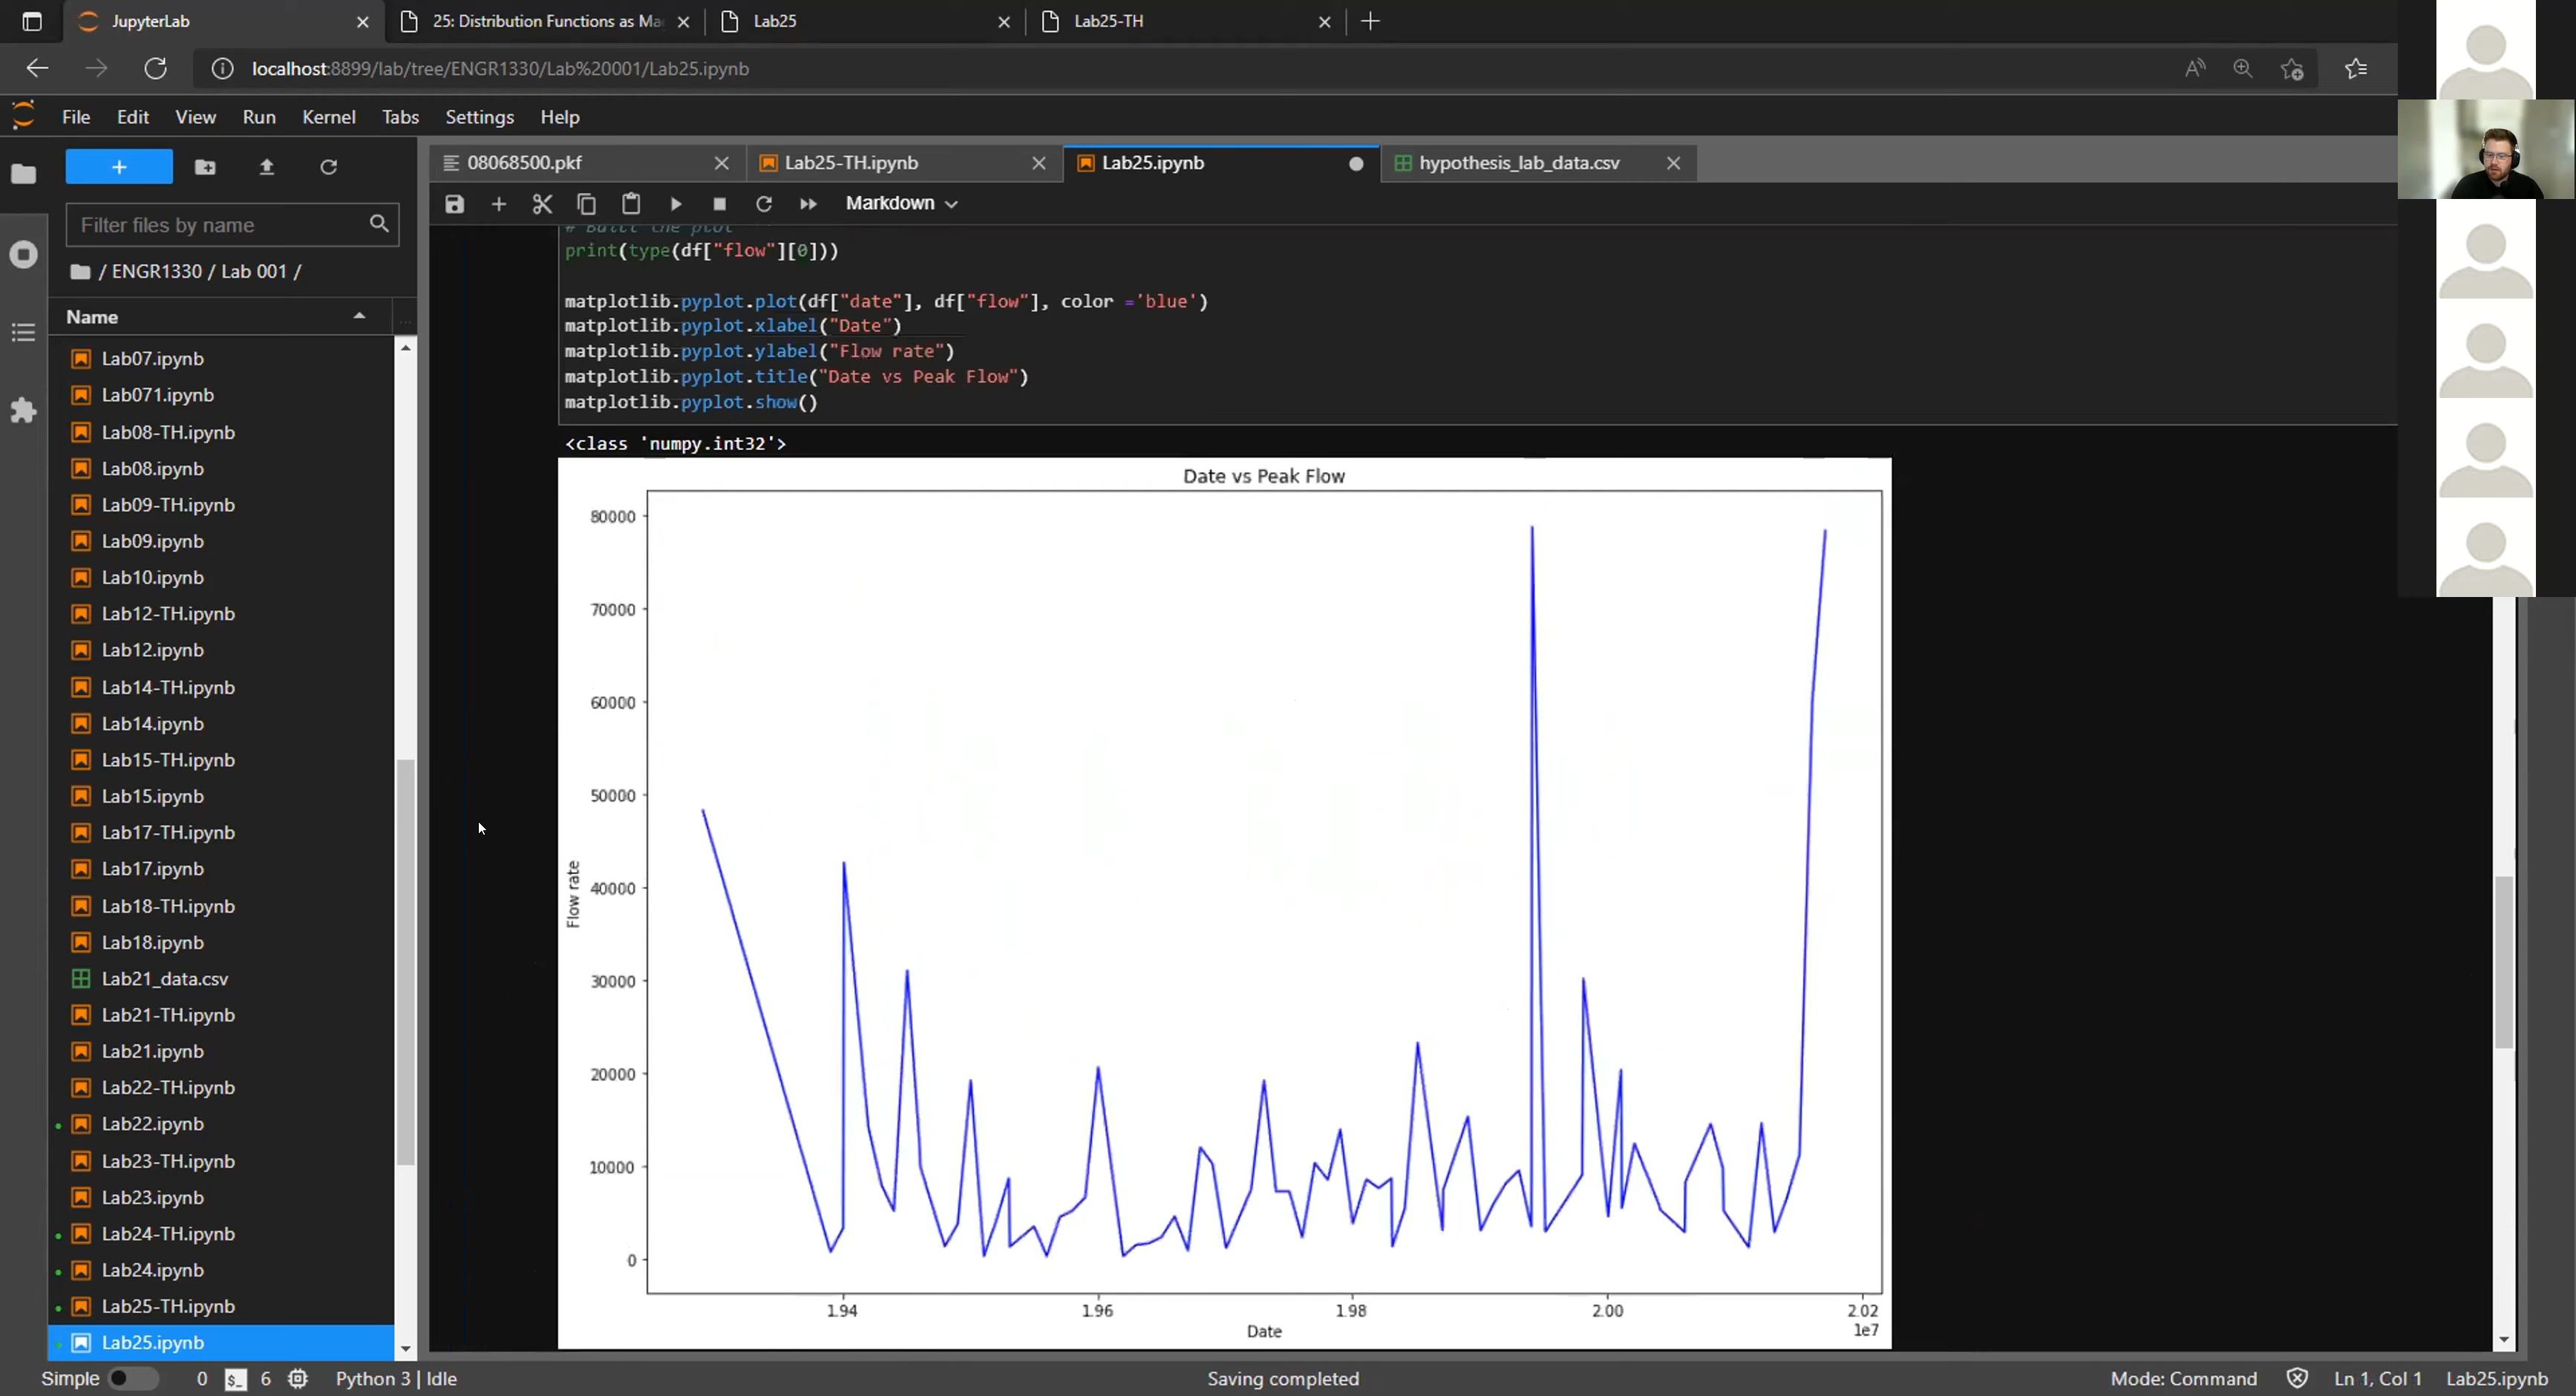 JupyterLab
25: Distribution Functions as Ma
Lab25
Lab25-TH
localhost:8899/lab/tree/ENGR1330/Lab%20001/Lab25.ipynb
File Edit View Run Kernel Tabs Settings Help
+
08068500.pkf
Lab25-TH.ipynb
Lab25.ipynb
hypothesis_lab_data.csv
Markdown
Filter files by name
/ ENGR1330 / Lab 001 /
Name
Lab07.ipynb
Lab071.ipynb
Lab08-TH.ipynb
Lab08.ipynb
Lab09-TH.ipynb
Lab09.ipynb
Lab10.ipynb
Lab12-TH.ipynb
Lab12.ipynb
Lab14-TH.ipynb
Lab14.ipynb
Lab15-TH.ipynb
Lab15.ipynb
Lab17-TH.ipynb
Lab17.ipynb
Lab18-TH.ipynb
Lab18.ipynb
Lab21_data.csv
Lab21-TH.ipynb
Lab21.ipynb
Lab22-TH.ipynb
Lab22.ipynb
Lab23-TH.ipynb
Lab23.ipynb
Lab24-TH.ipynb
Lab24.ipynb
Lab25-TH.ipynb
Lab25.ipynb
# Built the plot
print(type(df["flow"][0]))
matplotlib.pyplot.plot(df["date"], df["flow"], color ='blue')
matplotlib.pyplot.xlabel("Date")
matplotlib.pyplot.ylabel("Flow rate")
matplotlib.pyplot.title("Date vs Peak Flow")
matplotlib.pyplot.show()
<class 'numpy.int32'>
Date vs Peak Flow
80000
70000
60000
50000
40000
30000
20000
10000
0
Flow rate
1.94 1.96 1.98 2.00 2.02
1e7
Date
Simple 0 $_ 6 Python 3 | Idle Saving completed Mode: Command Ln 1, Col 1 Lab25.ipynb